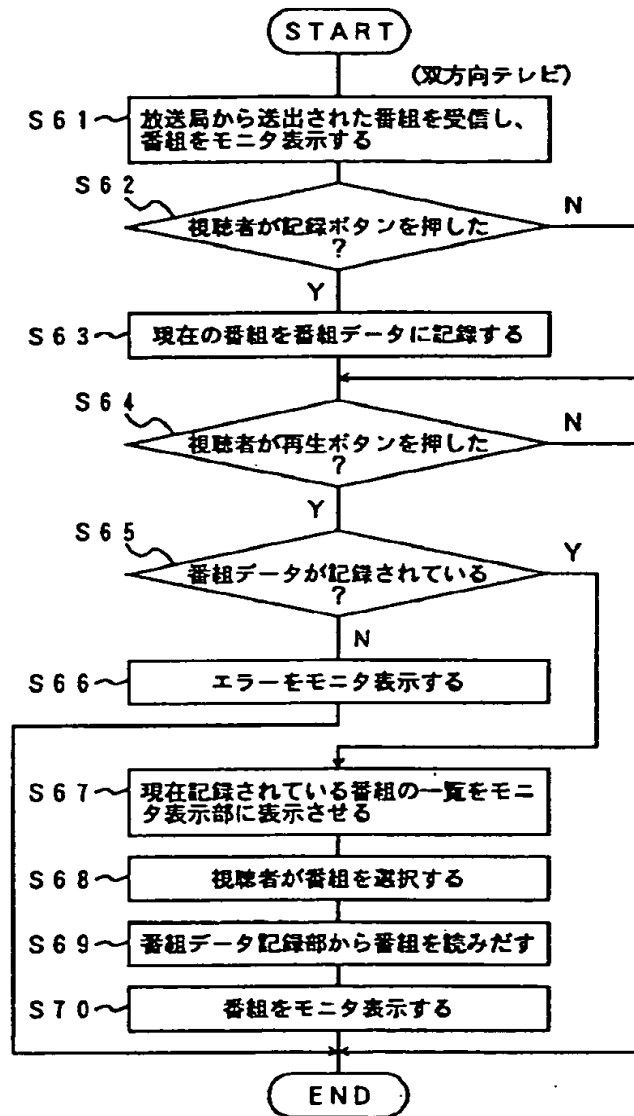 START
(双方向テレビ)
S61
放送局から送出された番組を受信し、
番組をモニタ表示する
S62
視聴者が記録ボタンを押した
?
N
Y
S63
現在の番組を番組データに記録する
S64
視聴者が再生ボタンを押した
?
N
Y
S65
番組データが記録されている
?
Y
N
S66
エラーをモニタ表示する
S67
現在記録されている番組の一覧をモニ
タ表示部に表示させる
S68
視聴者が番組を選択する
S69
番組データ記録部から番組を読みだす
S70
番組をモニタ表示する
END